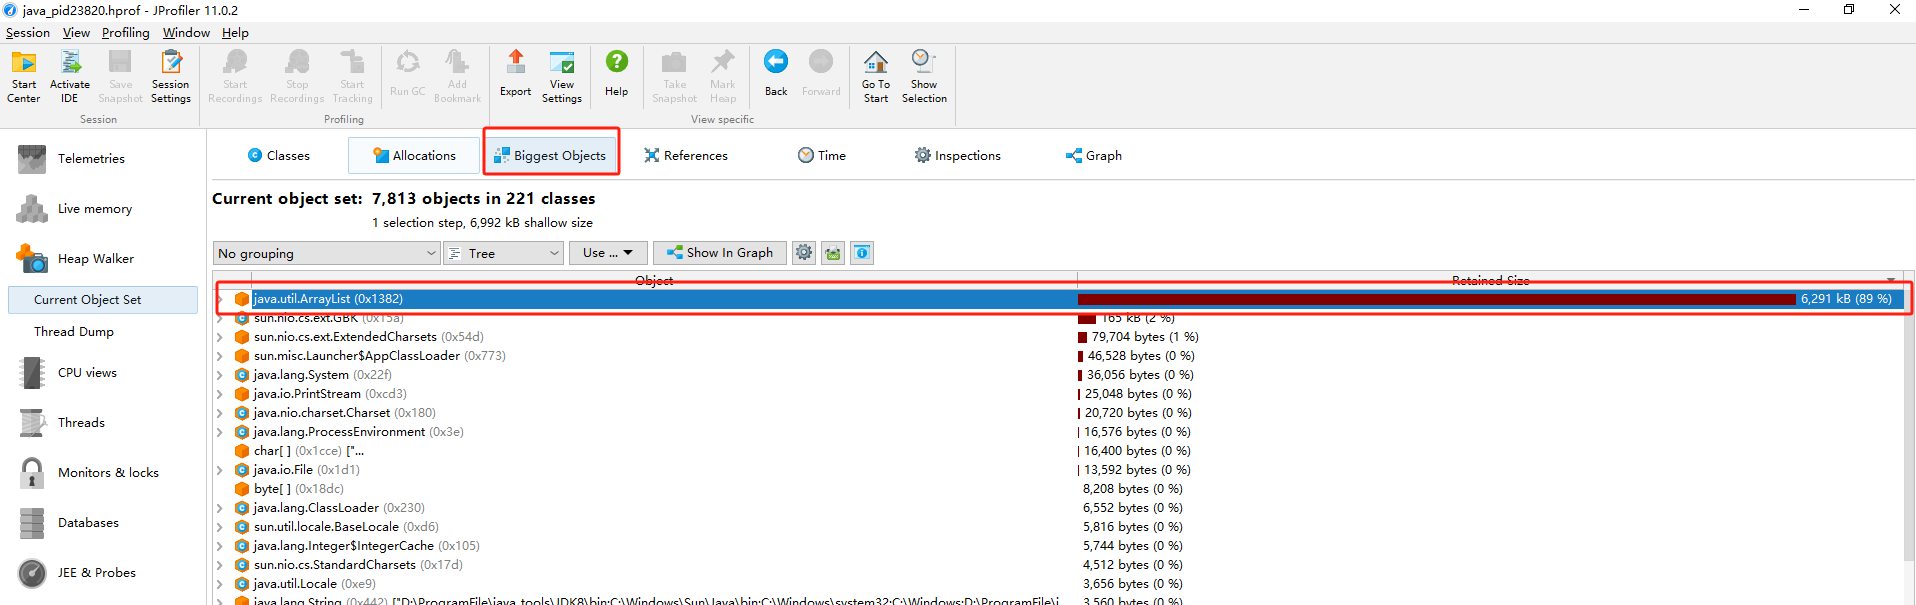 java_pid23820.hprof - JProfiler 11.0.2
Session View Profiling Window Help
Start Center
Activate IDE
Save Snapshot
Session Settings
Start Recordings
Stop Recordings
Start Tracking
Run GC
Add Bookmark
Export
View Settings
Help
Take Snapshot
Mark Heap
Back
Forward
Go To Start
Show Selection
Session
Profiling
View specific
Telemetries
Live memory
Heap Walker
Current Object Set
Thread Dump
CPU views
Threads
Monitors & locks
Databases
JEE & Probes
Classes
Allocations
Biggest Objects
References
Time
Inspections
Graph
Current object set: 7,813 objects in 221 classes
1 selection step, 6,992 kB shallow size
No grouping
Tree
Use ...
Show In Graph
Object Retained Size
java.util.ArrayList (0x1382) 6,291 kB (89 %)
sun.nio.cs.ext.GBK (0x15a) 165 kB (2 %)
sun.nio.cs.ext.ExtendedCharsets (0x54d) 79,704 bytes (1 %)
sun.misc.Launcher$AppClassLoader (0x773) 46,528 bytes (0 %)
java.lang.System (0x22f) 36,056 bytes (0 %)
java.io.PrintStream (0xcd3) 25,048 bytes (0 %)
java.nio.charset.Charset (0x180) 20,720 bytes (0 %)
java.lang.ProcessEnvironment (0x3e) 16,576 bytes (0 %)
char[ ] (0x1cce) ["... 16,400 bytes (0 %)
java.io.File (0x1d1) 13,592 bytes (0 %)
byte[ ] (0x18dc) 8,208 bytes (0 %)
java.lang.ClassLoader (0x230) 6,552 bytes (0 %)
sun.util.locale.BaseLocale (0xd6) 5,816 bytes (0 %)
java.lang.Integer$IntegerCache (0x105) 5,744 bytes (0 %)
sun.nio.cs.StandardCharsets (0x17d) 4,512 bytes (0 %)
java.util.Locale (0xe9) 3,656 bytes (0 %)
java.lang.String (0x442) ["D:\ProgramFile\java_tools\JDK8\bin;C:\Windows\Sun\Java\bin;C:\Windows\system32;C:\Windows;D:\ProgramFile\j 3,560 bytes (0 %)